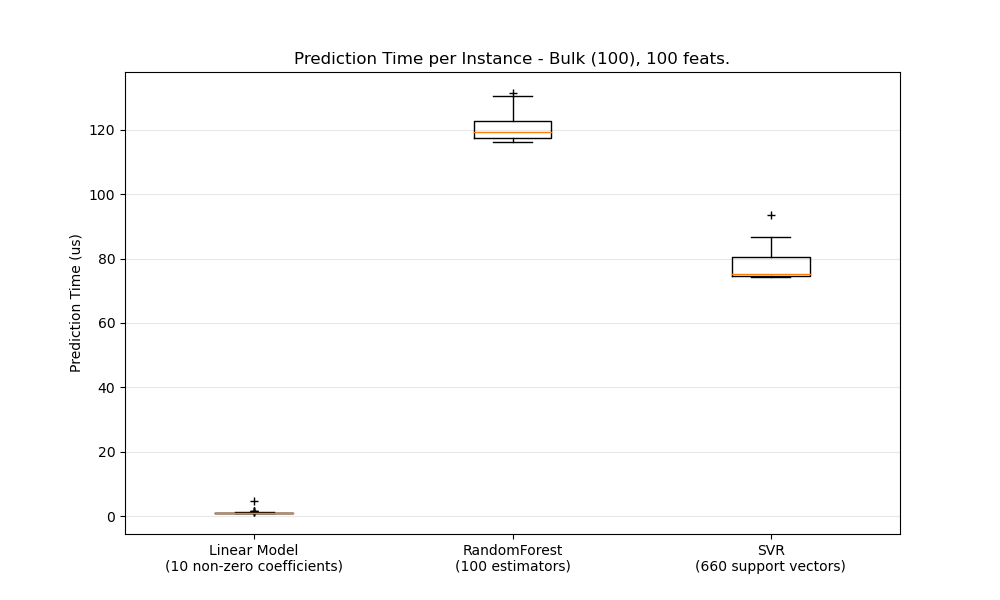 Prediction Time per Instance - Bulk (100), 100 feats.
Prediction Time (us)
120
100
80
60
40
20
0
Linear Model
(10 non-zero coefficients)
RandomForest
(100 estimators)
SVR
(660 support vectors)